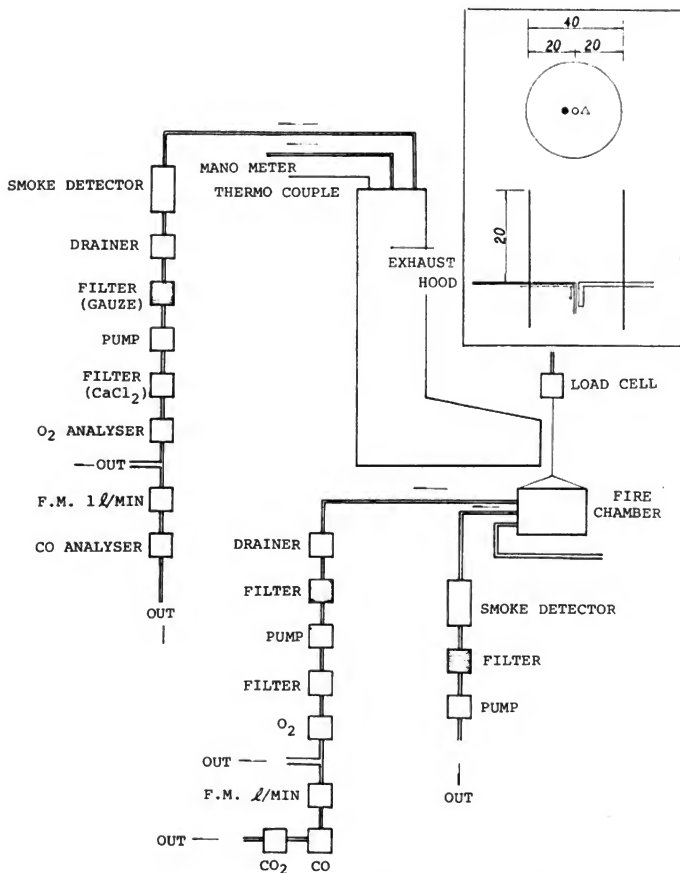 40
20 20
MANO METER
THERMO COUPLE
SMOKE DETECTOR
DRAINER
FILTER
(GAUZE)
PUMP
FILTER
(CaCl2)
O2 ANALYSER
OUT
F.M. 1ℓ/MIN
CO ANALYSER
OUT
EXHAUST
HOOD
20
LOAD CELL
FIRE
CHAMBER
DRAINER
FILTER
PUMP
FILTER
O2
OUT
F.M. ℓ/MIN
OUT
CO2
CO
SMOKE DETECTOR
FILTER
PUMP
OUT